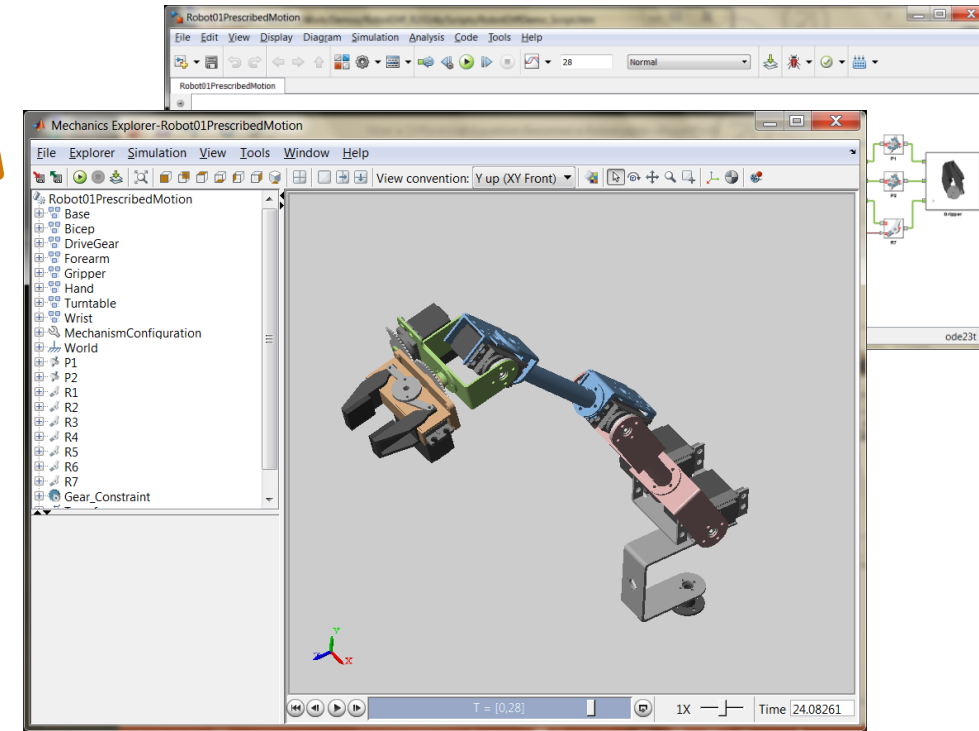 Robot01PrescribedMotion
File Edit View Display Diagram Simulation Analysis Code Tools Help
28 Normal
Robot01PrescribedMotion
Mechanics Explorer-Robot01PrescribedMotion
File Explorer Simulation View Tools Window Help
View convention: Y up (XY Front)
Robot01PrescribedMotion
Base
Bicep
DriveGear
Forearm
Gripper
Hand
Turntable
Wrist
MechanismConfiguration
World
P1
P2
R1
R2
R3
R4
R5
R6
R7
Gear_Constraint
P1
P2
R7
Gripper
ode23t
Y
Z
X
T = [0,28]
1X
Time 24.08261